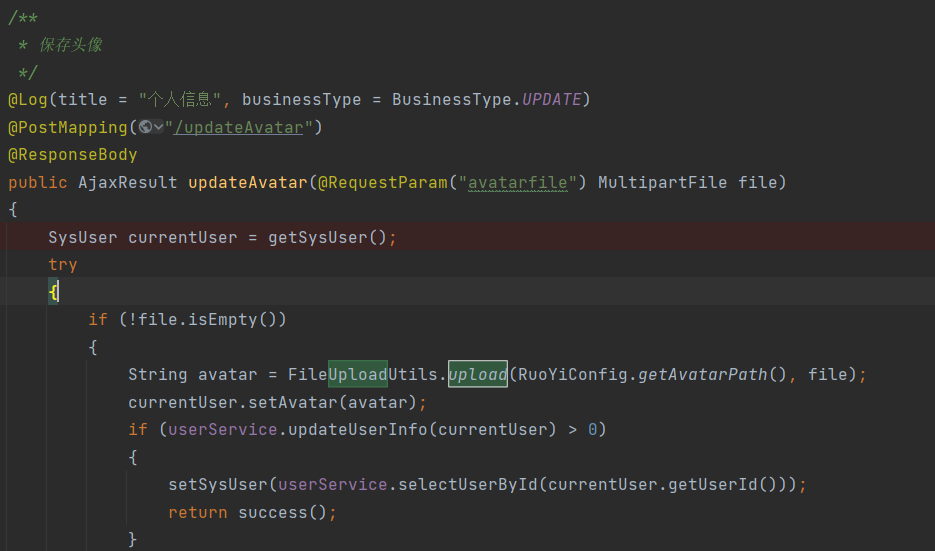 /**
 * 保存头像
 */
@Log(title = "个人信息", businessType = BusinessType.UPDATE)
@PostMapping("/updateAvatar")
@ResponseBody
public AjaxResult updateAvatar(@RequestParam("avatarfile") MultipartFile file)
{
    SysUser currentUser = getSysUser();
    try
    {
        if (!file.isEmpty())
        {
            String avatar = FileUploadUtils.upload(RuoYiConfig.getAvatarPath(), file);
            currentUser.setAvatar(avatar);
            if (userService.updateUserInfo(currentUser) > 0)
            {
                setSysUser(userService.selectUserById(currentUser.getUserId()));
                return success();
            }